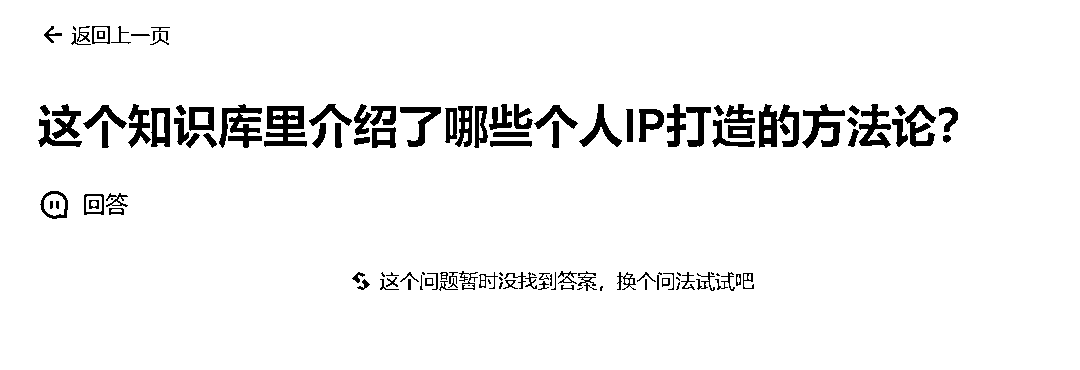 返回上一页
这个知识库里介绍了哪些个人IP打造的方法论？
回答
这个问题暂时没找到答案，换个问法试试吧